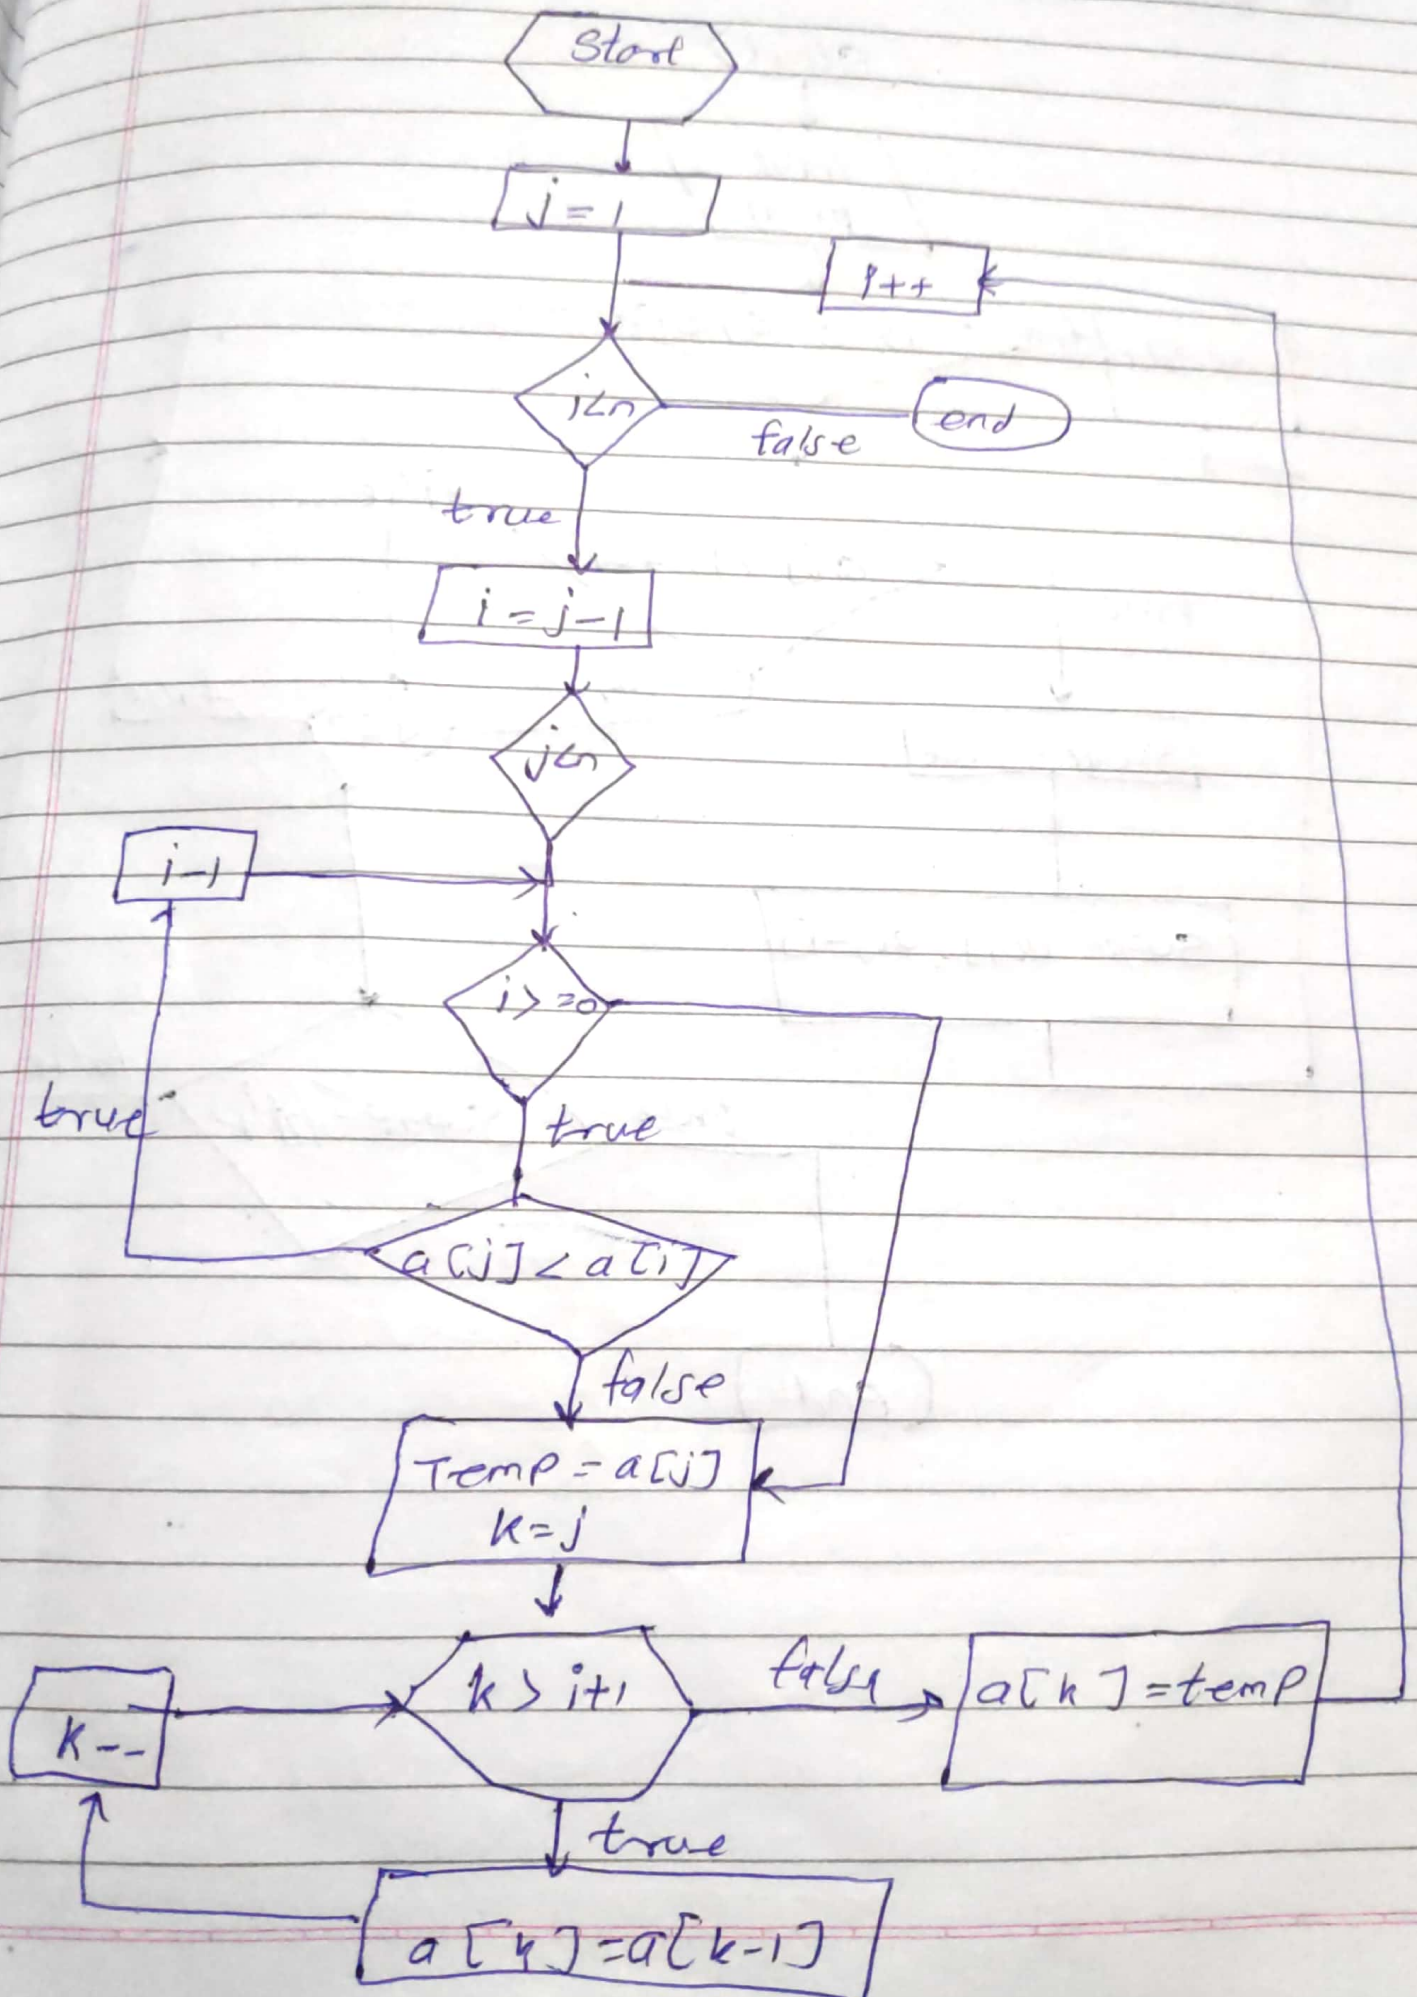 Start
j = 1
i++
j<n
false
end
true
i = j-1
j<n
i-1
i>=0
true
true
a[j] < a[i]
false
Temp = a[j]
k=j
k > i+1
false
a[k] = temp
k--
true
a[k] = a[k-1]